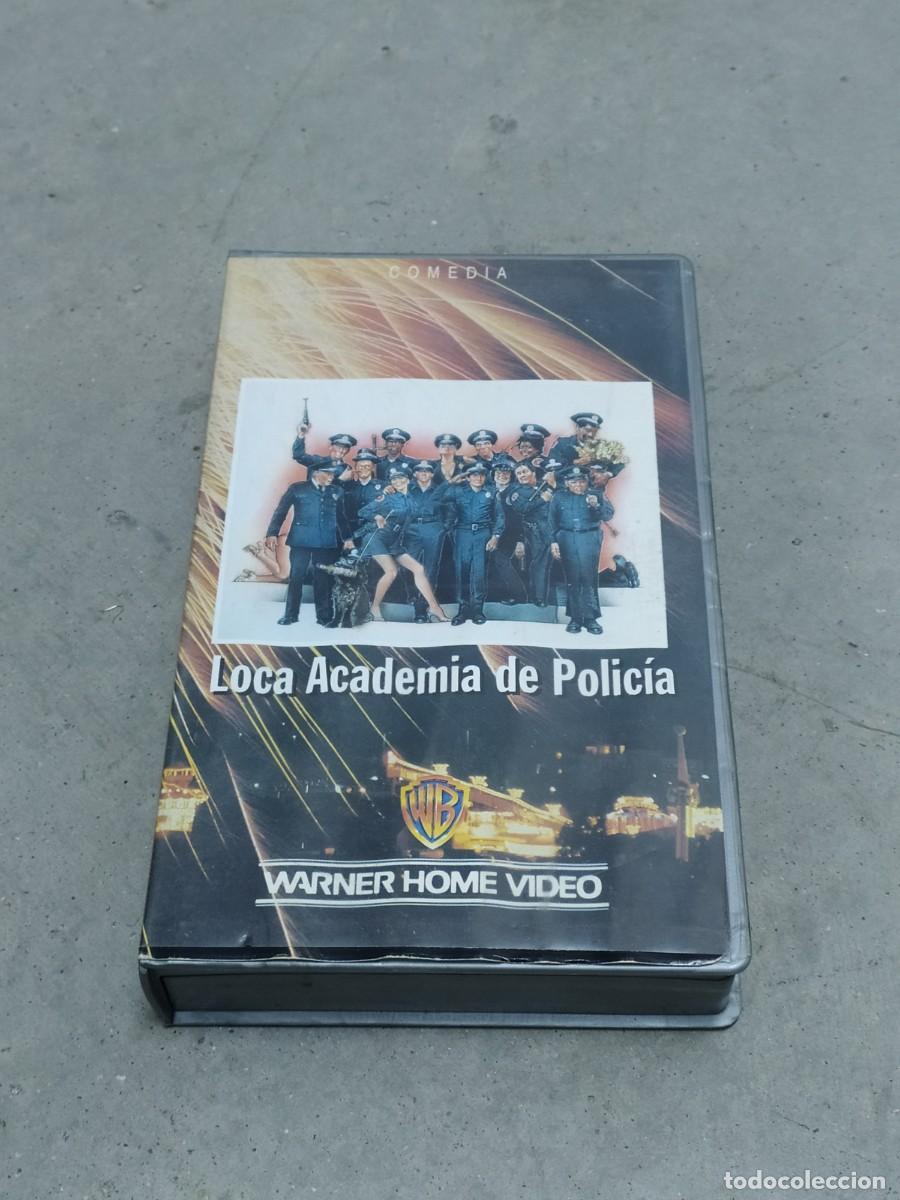 COMEDIA
Loca Academia de Policía
WB
WARNER HOME VIDEO
todocoleccion